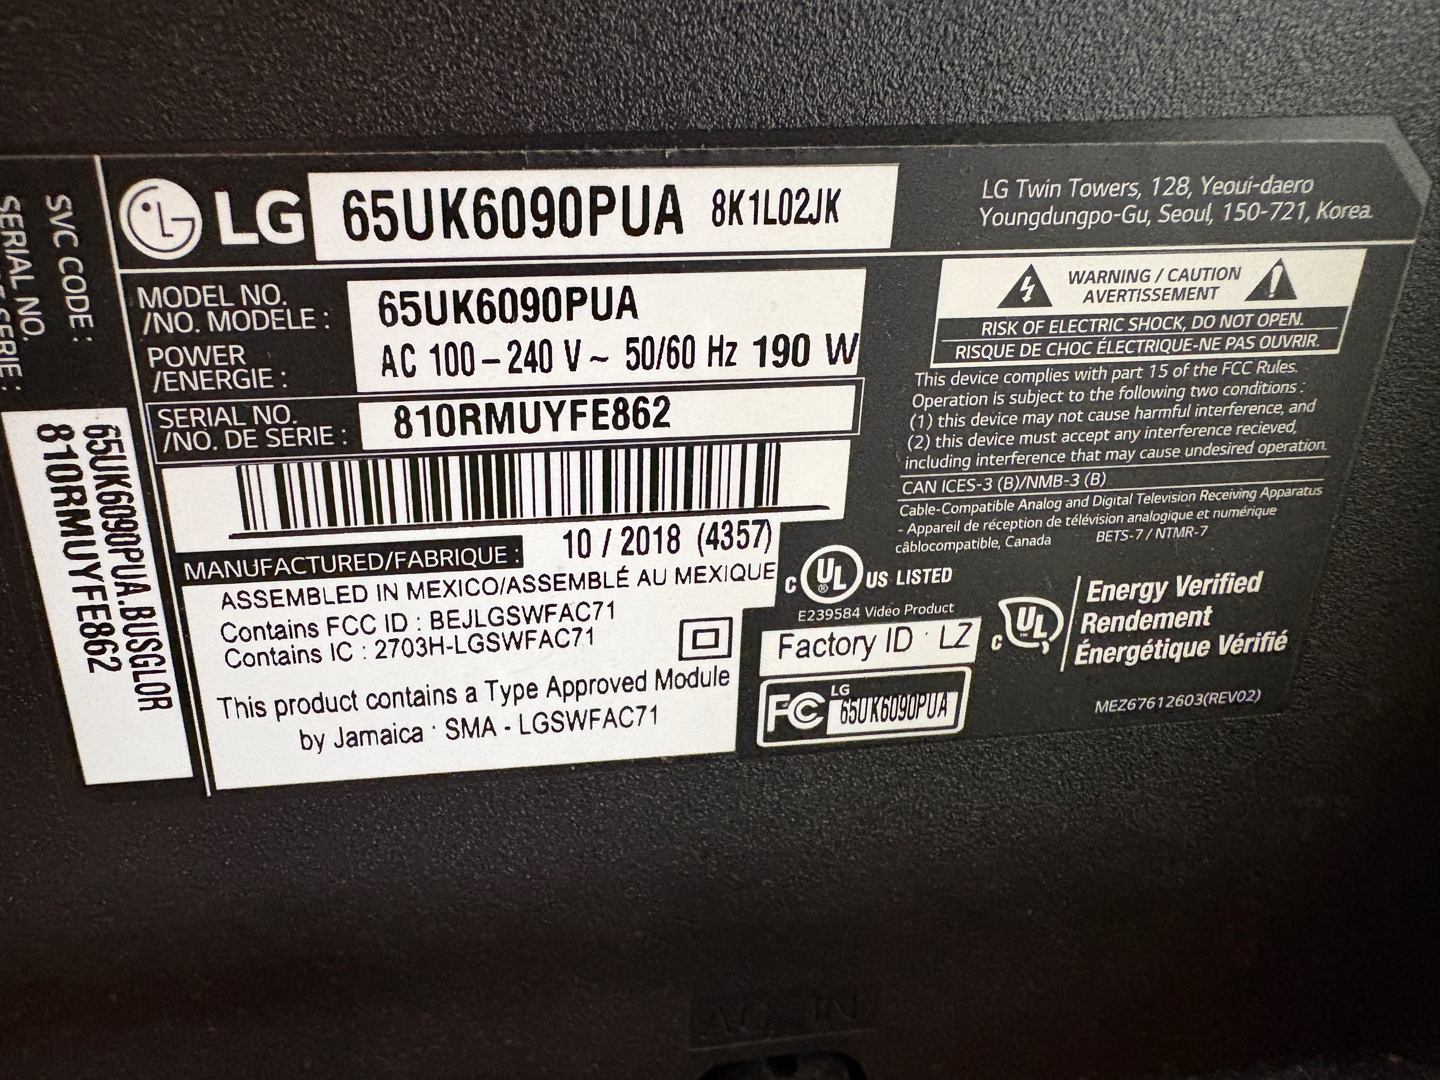 SVC CODE :
SERIAL NO.
65UK6090PUA.BUSGLOR
810RMUYFE862
LG 65UK6090PUA 8K1L02JK
MODEL NO.
/NO. MODÈLE : 65UK6090PUA
POWER
/ENERGIE : AC 100 – 240 V ~ 50/60 Hz 190 W
SERIAL NO.
/NO. DE SÉRIE : 810RMUYFE862
MANUFACTURED/FABRIQUE : 10 / 2018 (4357)
ASSEMBLED IN MEXICO/ASSEMBLÉ AU MEXIQUE
Contains FCC ID : BEJLGSWFAC71
Contains IC : 2703H-LGSWFAC71
This product contains a Type Approved Module
by Jamaica : SMA - LGSWFAC71
LG Twin Towers, 128, Yeoui-daero
Youngdungpo-Gu, Seoul, 150-721, Korea.
WARNING / CAUTION
AVERTISSEMENT
RISK OF ELECTRIC SHOCK, DO NOT OPEN.
RISQUE DE CHOC ÉLECTRIQUE-NE PAS OUVRIR.
This device complies with part 15 of the FCC Rules.
Operation is subject to the following two conditions :
(1) this device may not cause harmful interference, and
(2) this device must accept any interference recieved,
including interference that may cause undesired operation.
CAN ICES-3 (B)/NMB-3 (B)
Cable-Compatible Analog and Digital Television Receiving Apparatus
- Appareil de réception de télévision analogique et numérique
câblocompatible, Canada BETS-7 / NTMR-7
C UL ® US LISTED
E239584 Video Product
Factory ID : LZ
FC LG
65UK6090PUA
C UL ™
Energy Verified
Rendement
Énergétique Vérifié
MEZ67612603(REV02)
AC IN